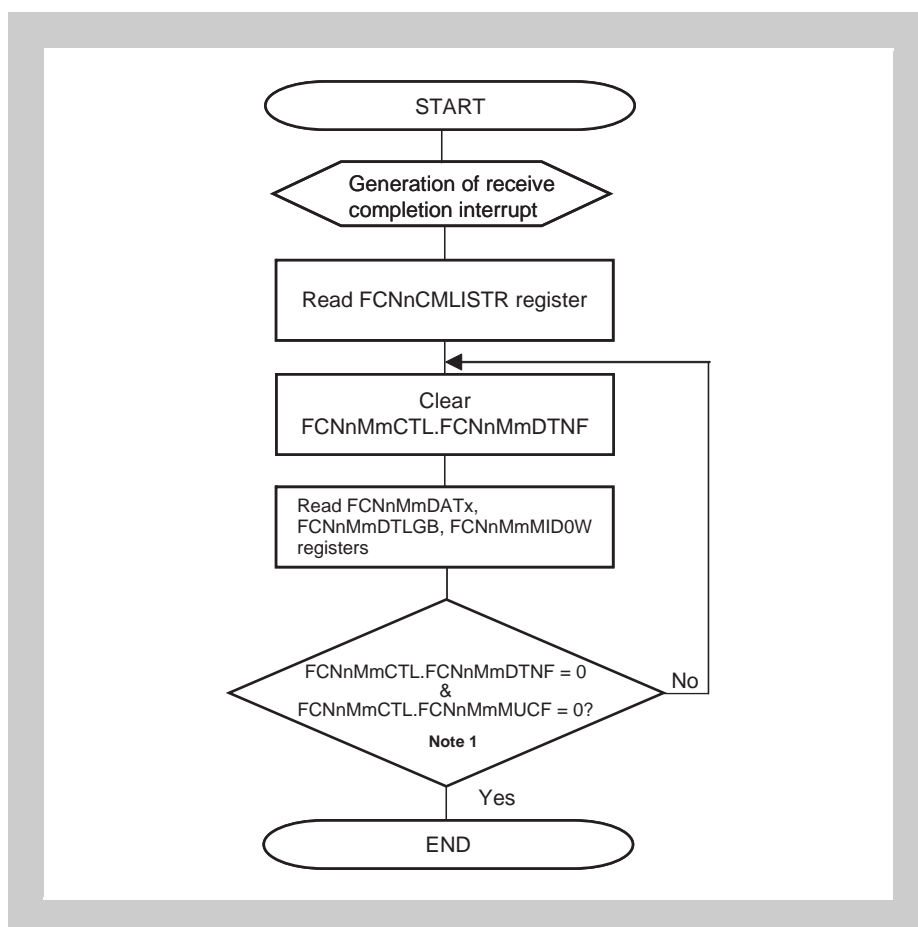 START
Generation of receive
completion interrupt
Read FCNnCMLISTR register
Clear
FCNnMmCTL.FCNnMmDTNF
Read FCNnMmDATx,
FCNnMmDTLGB, FCNnMmMID0W
registers
FCNnMmCTL.FCNnMmDTNF = 0
&
FCNnMmCTL.FCNnMmMUCF = 0?
Note 1
No
Yes
END